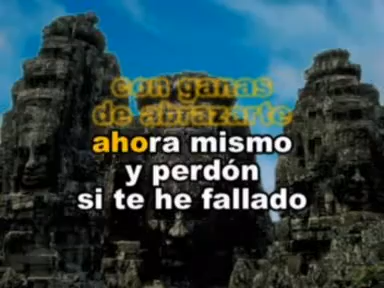 con ganas
de abrazarte
ahora mismo
y perdón
si te he fallado